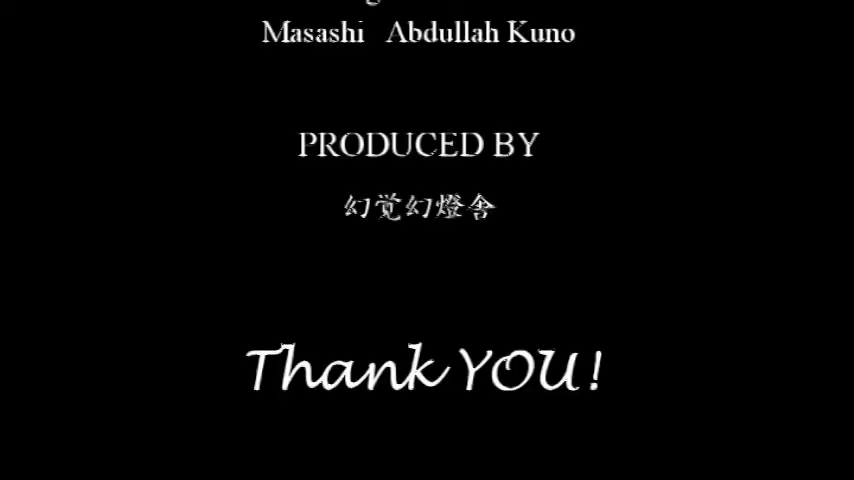 Masashi Abdullah Kuno
PRODUCED BY
幻覚幻燈舎
Thank YOU!